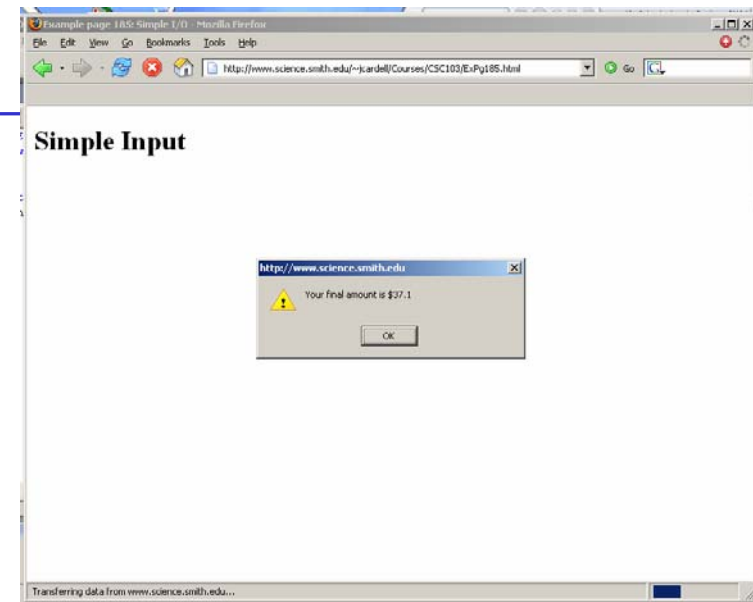 Example page 185: Simple I/O - Mozilla Firefox
File Edit View Go Bookmarks Tools Help
http://www.science.smith.edu/~jcardell/Courses/CSC103/ExPg185.html Go
Simple Input
http://www.science.smith.edu
Your final amount is $37.1
OK
Transferring data from www.science.smith.edu...